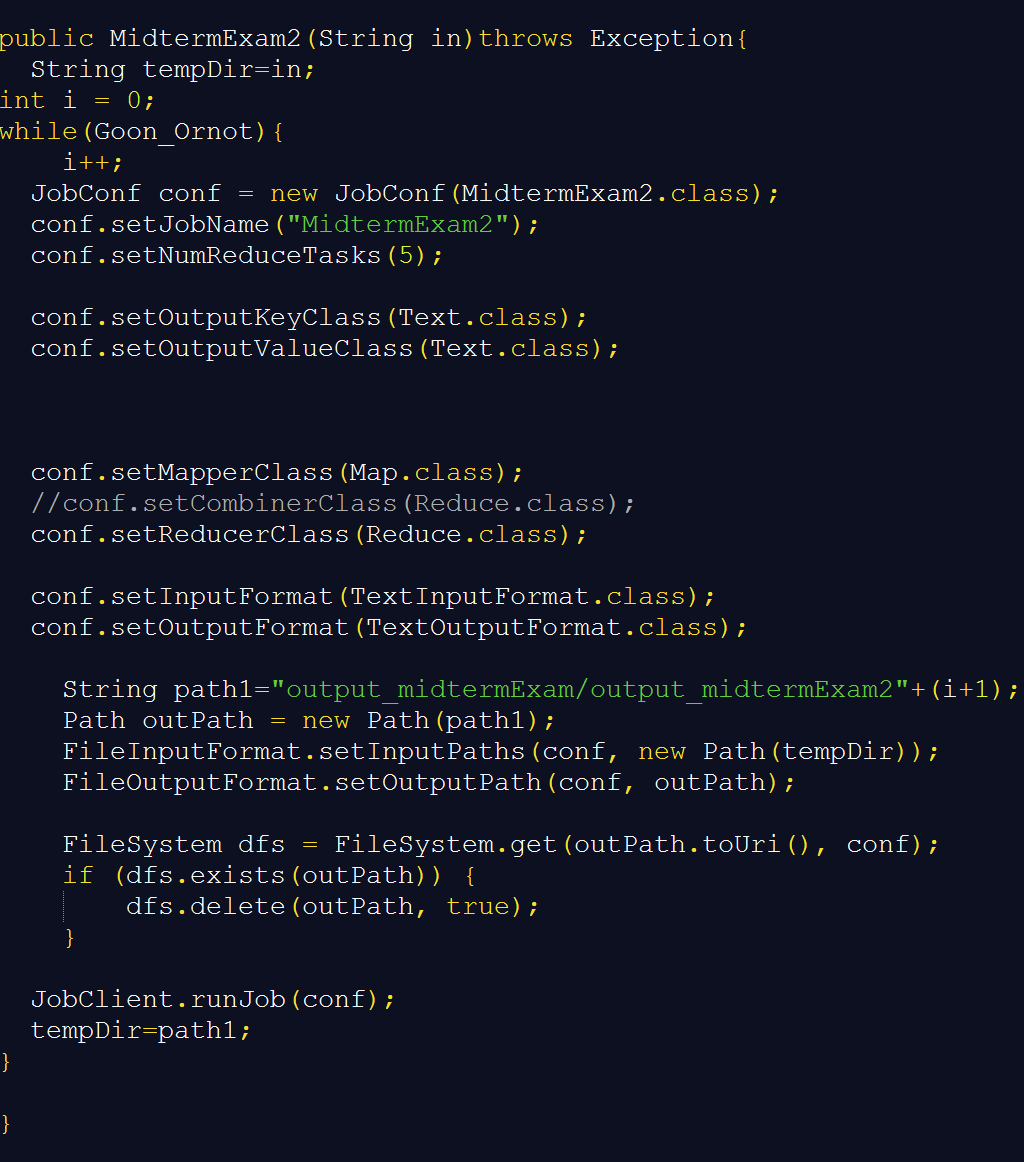 public MidtermExam2(String in)throws Exception{
  String tempDir=in;
int i = 0;
while(Goon_Ornot){
    i++;
  JobConf conf = new JobConf(MidtermExam2.class);
  conf.setJobName("MidtermExam2");
  conf.setNumReduceTasks(5);

  conf.setOutputKeyClass(Text.class);
  conf.setOutputValueClass(Text.class);

  conf.setMapperClass(Map.class);
  //conf.setCombinerClass(Reduce.class);
  conf.setReducerClass(Reduce.class);

  conf.setInputFormat(TextInputFormat.class);
  conf.setOutputFormat(TextOutputFormat.class);

    String path1="output_midtermExam/output_midtermExam2"+(i+1);
    Path outPath = new Path(path1);
    FileInputFormat.setInputPaths(conf, new Path(tempDir));
    FileOutputFormat.setOutputPath(conf, outPath);

    FileSystem dfs = FileSystem.get(outPath.toUri(), conf);
    if (dfs.exists(outPath)) {
        dfs.delete(outPath, true);
    }

  JobClient.runJob(conf);
  tempDir=path1;
}

}